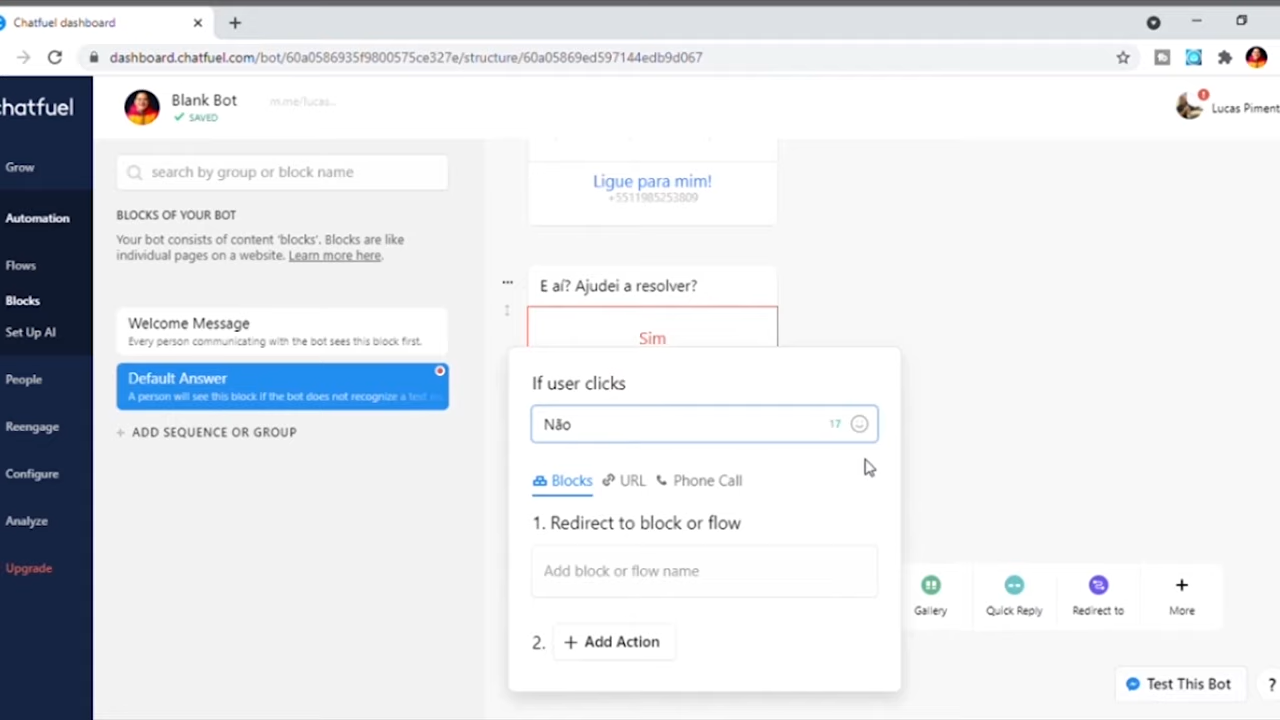 Chatfuel dashboard
dashboard.chatfuel.com/bot/60a0586935f9800575ce327e/structure/60a05869ed597144edb9d067
chatfuel
Blank Bot
m.me/lucas...
SAVED
Lucas Piment
Grow
Automation
Flows
Blocks
Set Up AI
People
Reengage
Configure
Analyze
Upgrade
search by group or block name
BLOCKS OF YOUR BOT
Your bot consists of content 'blocks'. Blocks are like
individual pages on a website. Learn more here.
Welcome Message
Every person communicating with the bot sees this block first.
Default Answer
A person will see this block if the bot does not recognize a text
+ ADD SEQUENCE OR GROUP
Ligue para mim!
+5511985253809
E aí? Ajudei a resolver?
Sim
If user clicks
Não 17
Blocks URL Phone Call
1. Redirect to block or flow
Add block or flow name
2. + Add Action
Gallery
Quick Reply
Redirect to
More
Test This Bot
?